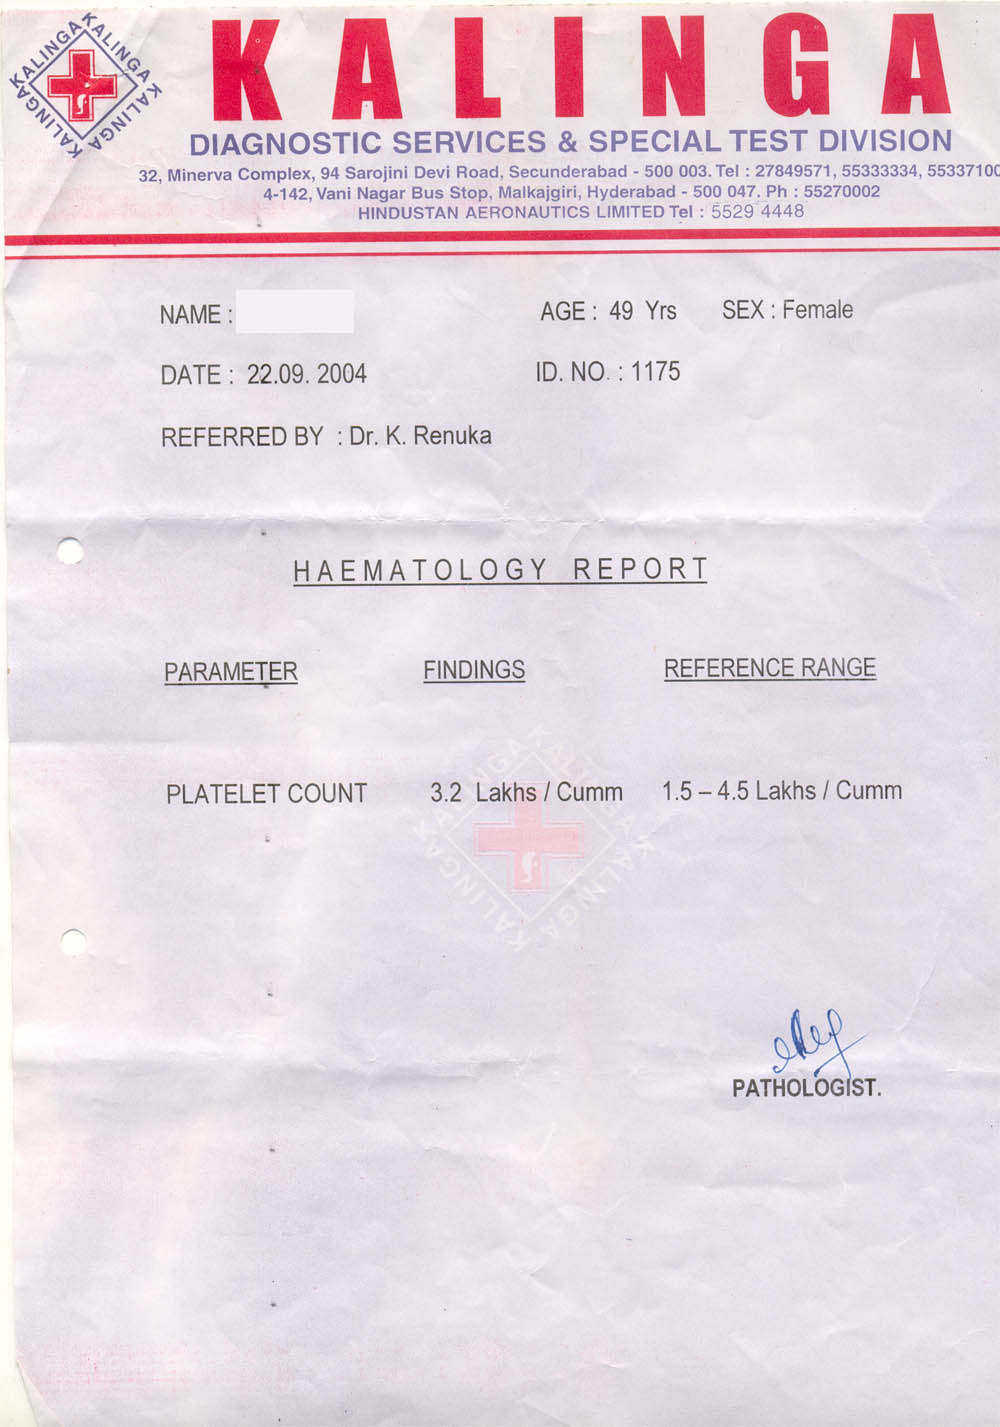 KALINGA KALINGA KALINGA KALINGA
KALINGA
DIAGNOSTIC SERVICES & SPECIAL TEST DIVISION
32, Minerva Complex, 94 Sarojini Devi Road, Secunderabad - 500 003. Tel : 27849571, 55333334, 5533710
4-142, Vani Nagar Bus Stop, Malkajgiri, Hyderabad - 500 047. Ph : 55270002
HINDUSTAN AERONAUTICS LIMITED Tel : 5529 4448
NAME :
AGE : 49 Yrs SEX : Female
DATE : 22.09. 2004 ID. NO. : 1175
REFERRED BY : Dr. K. Renuka
HAEMATOLOGY REPORT
PARAMETER FINDINGS REFERENCE RANGE
PLATELET COUNT 3.2 Lakhs / Cumm 1.5 – 4.5 Lakhs / Cumm
KALINGA KALINGA KALINGA KALINGA
PATHOLOGIST.